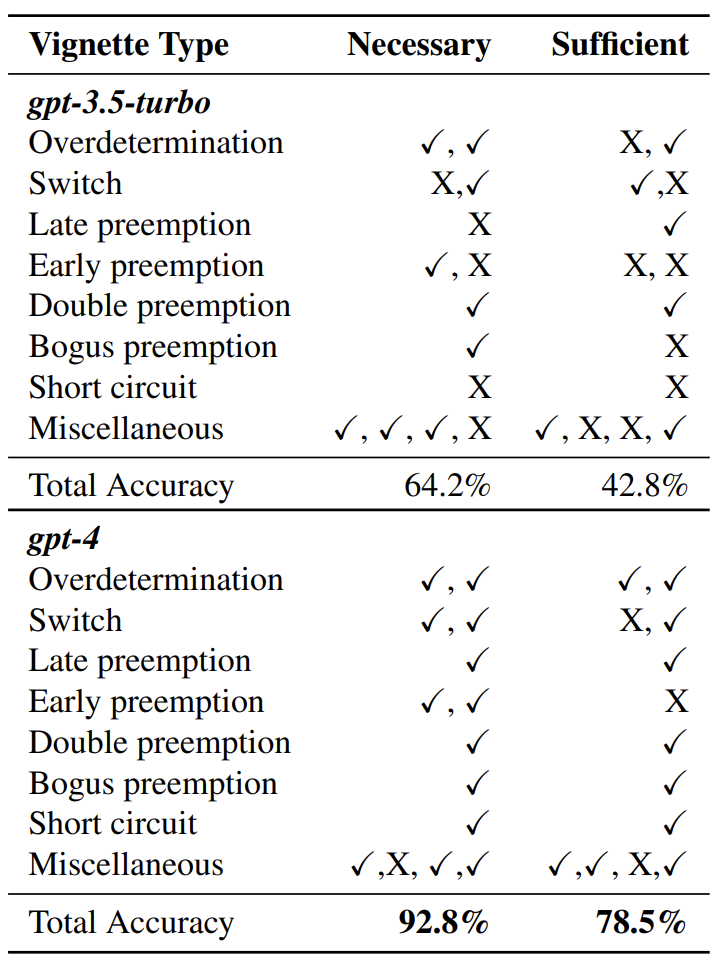 Vignette Type Necessary Sufficient
gpt-3.5-turbo
Overdetermination ✓, ✓ X, ✓
Switch X,✓ ✓,X
Late preemption X ✓
Early preemption ✓, X X, X
Double preemption ✓ ✓
Bogus preemption ✓ X
Short circuit X X
Miscellaneous ✓, ✓, ✓, X ✓, X, X, ✓
Total Accuracy 64.2% 42.8%
gpt-4
Overdetermination ✓, ✓ ✓, ✓
Switch ✓, ✓ X, ✓
Late preemption ✓ ✓
Early preemption ✓, ✓ X
Double preemption ✓ ✓
Bogus preemption ✓ ✓
Short circuit ✓ ✓
Miscellaneous ✓,X, ✓,✓ ✓,✓, X,✓
Total Accuracy 92.8% 78.5%